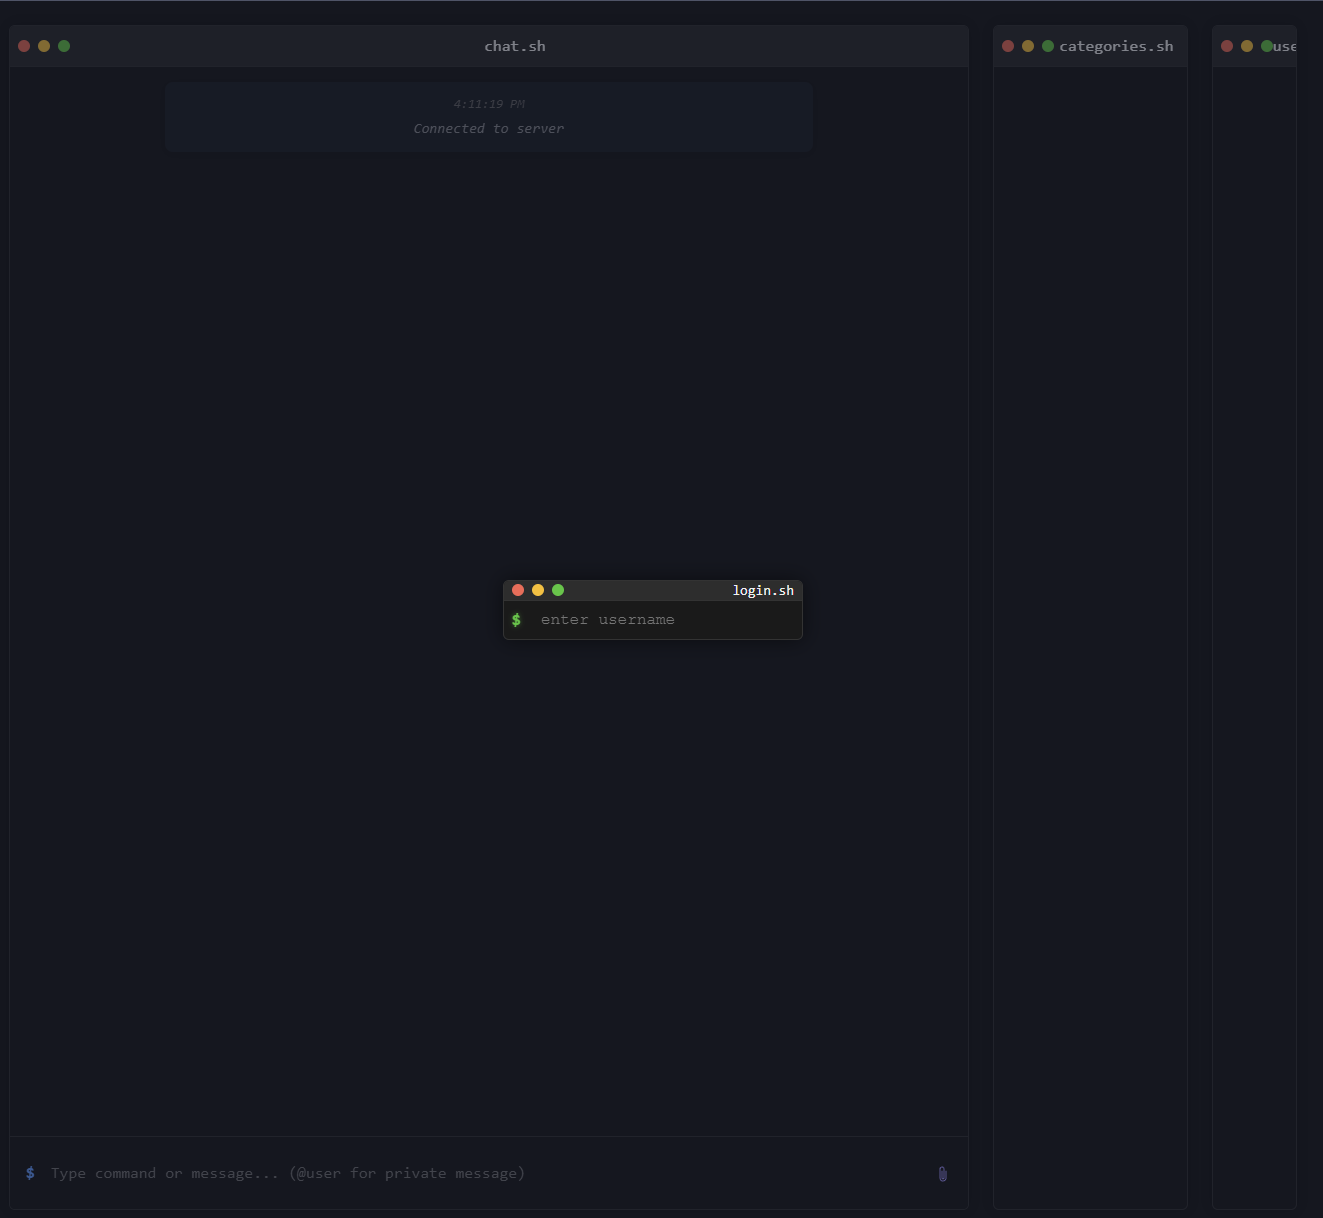 chat.sh
categories.sh
use
4:11:19 PM
Connected to server
login.sh
$ enter username
$ Type command or message... (@user for private message)